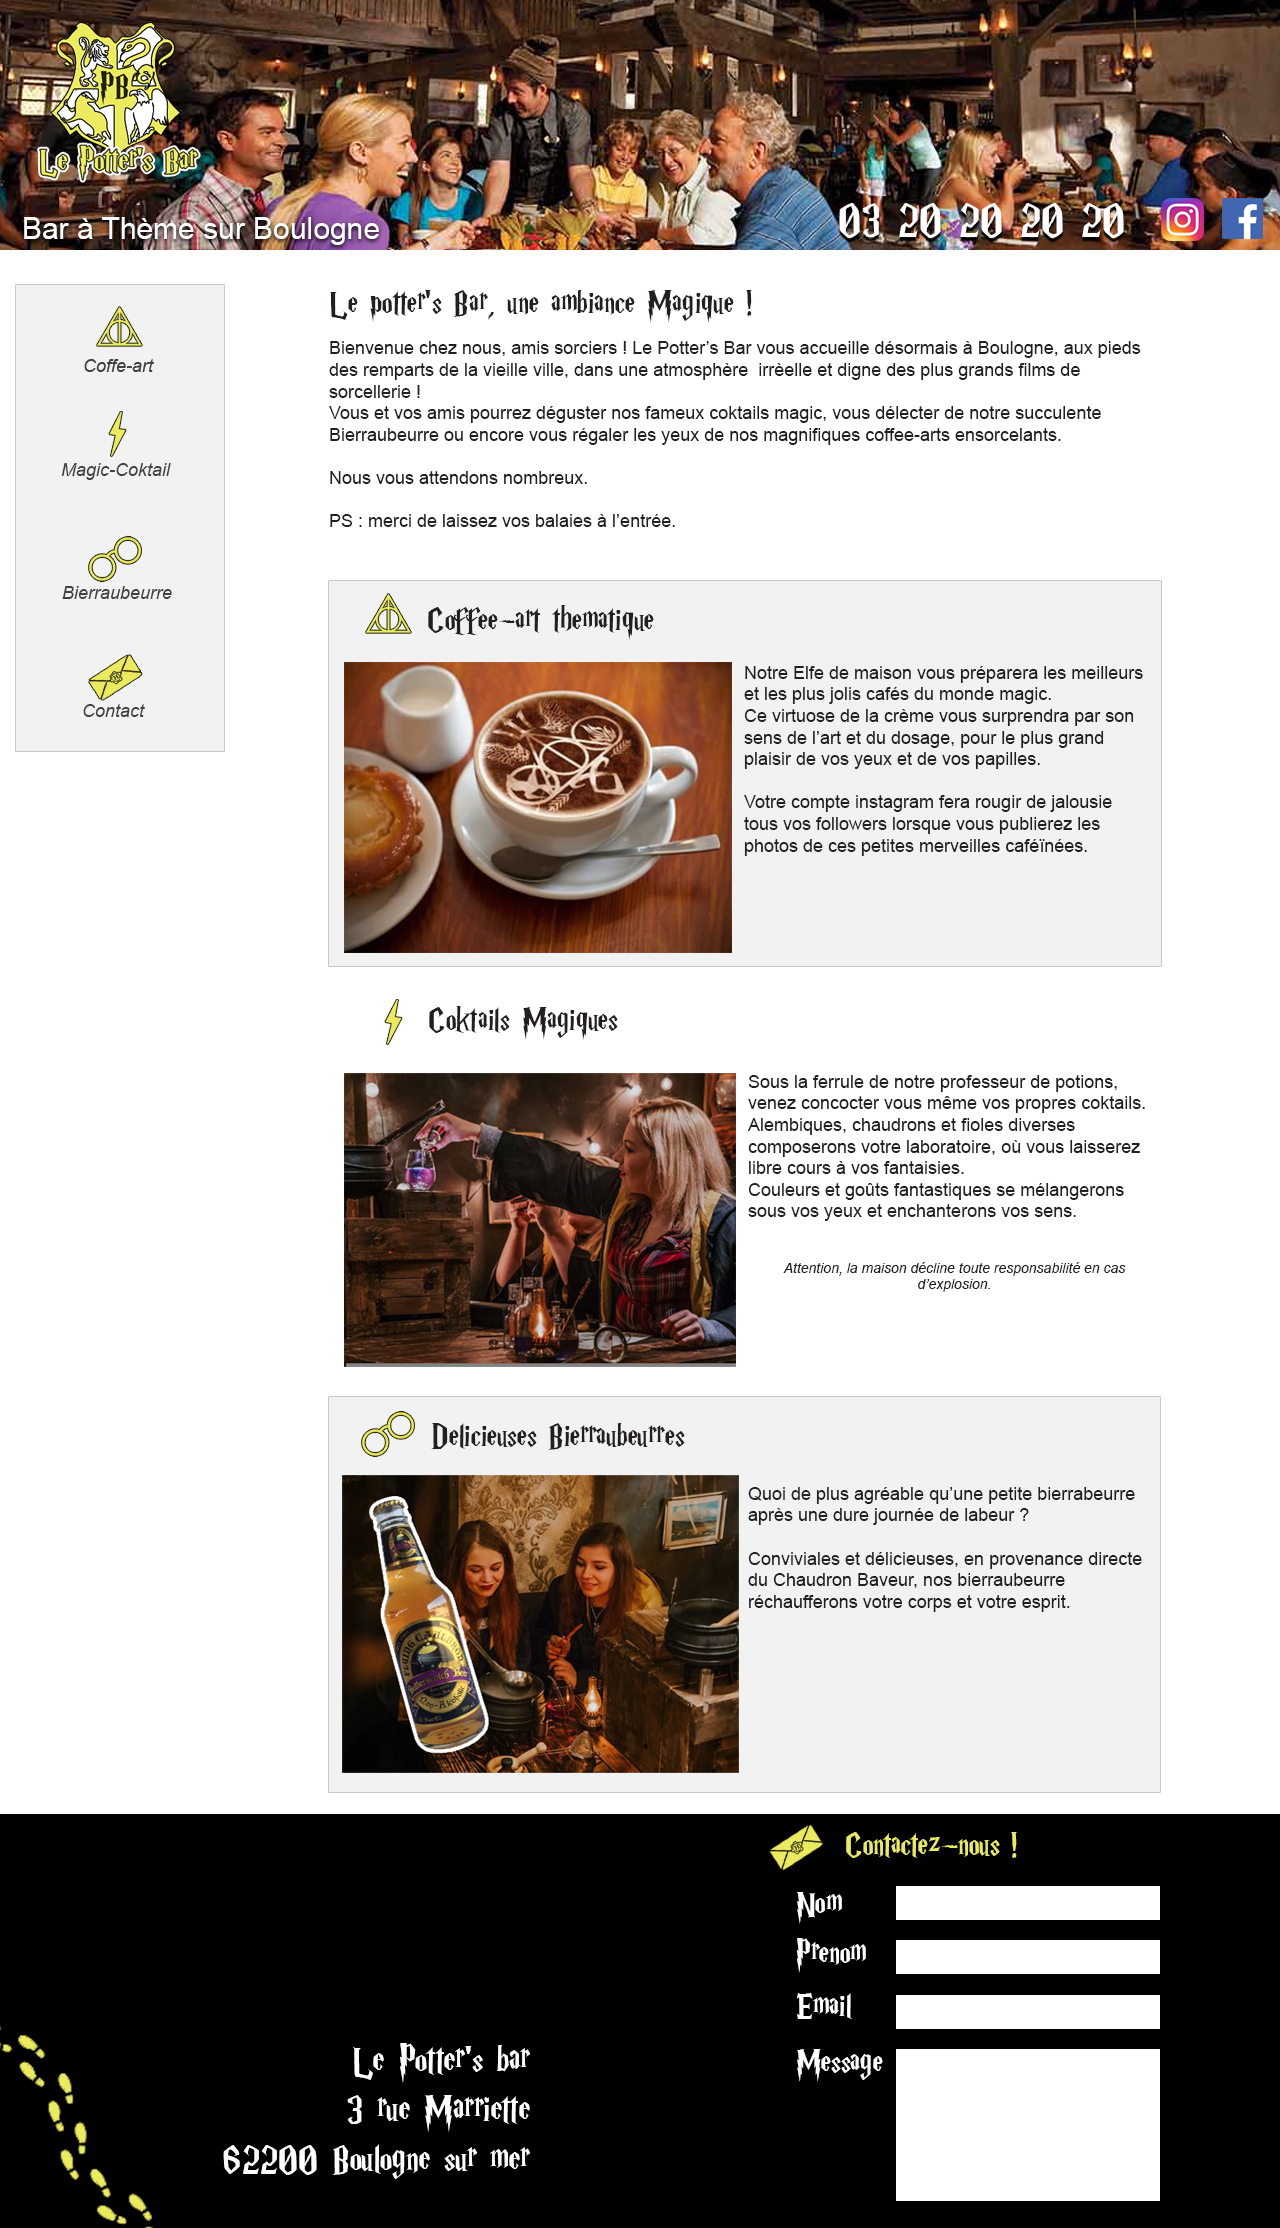 PB
Le Potter's Bar
Bar à Thème sur Boulogne
03 20 20 20 20
Coffe-art
Magic-Coktail
Bierraubeurre
Contact
Le potter's Bar, une ambiance Magique !
Bienvenue chez nous, amis sorciers ! Le Potter’s Bar vous accueille désormais à Boulogne, aux pieds
des remparts de la vieille ville, dans une atmosphère  irrèelle et digne des plus grands films de
sorcellerie !
Vous et vos amis pourrez déguster nos fameux coktails magic, vous délecter de notre succulente
Bierraubeurre ou encore vous régaler les yeux de nos magnifiques coffee-arts ensorcelants.
Nous vous attendons nombreux.
PS : merci de laissez vos balaies à l’entrée.
Coffee-art thematique
Notre Elfe de maison vous préparera les meilleurs
et les plus jolis cafés du monde magic.
Ce virtuose de la crème vous surprendra par son
sens de l’art et du dosage, pour le plus grand
plaisir de vos yeux et de vos papilles.
Votre compte instagram fera rougir de jalousie
tous vos followers lorsque vous publierez les
photos de ces petites merveilles caféïnées.
Coktails Magiques
Sous la ferrule de notre professeur de potions,
venez concocter vous même vos propres coktails.
Alembiques, chaudrons et fioles diverses
composerons votre laboratoire, où vous laisserez
libre cours à vos fantaisies.
Couleurs et goûts fantastiques se mélangerons
sous vos yeux et enchanterons vos sens.
Attention, la maison décline toute responsabilité en cas
d’explosion.
Delicieuses Bierraubeurres
Quoi de plus agréable qu’une petite bierrabeurre
après une dure journée de labeur ?
Conviviales et délicieuses, en provenance directe
du Chaudron Baveur, nos bierraubeurre
réchaufferons votre corps et votre esprit.
FLYING CAULDRON
Butterscotch Beer
Non-Alcoholic
Contactez-nous !
Nom
Prenom
Email
Message
Le Potter's bar
3 rue Marriette
62200 Boulogne sur mer